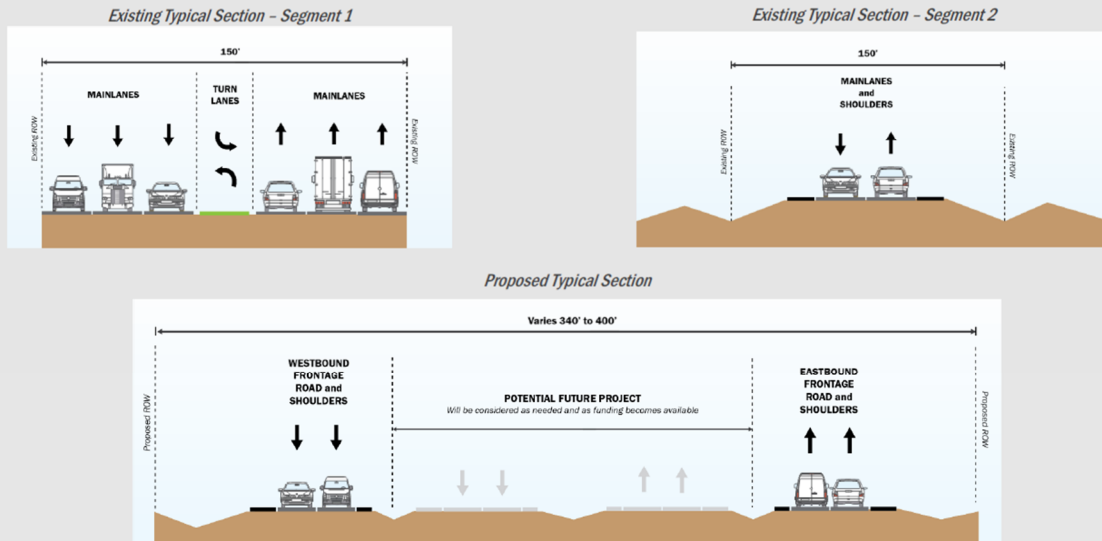 Existing Typical Section – Segment 1
150'
MAINLANES
TURN
LANES
MAINLANES
Existing ROW
Existing ROW
Existing Typical Section – Segment 2
150'
MAINLANES
and
SHOULDERS
Existing ROW
Existing ROW
Proposed Typical Section
Varies 340' to 400'
WESTBOUND
FRONTAGE
ROAD and
SHOULDERS
POTENTIAL FUTURE PROJECT
Will be considered as needed and as funding becomes available
EASTBOUND
FRONTAGE
ROAD and
SHOULDERS
Proposed ROW
Proposed ROW